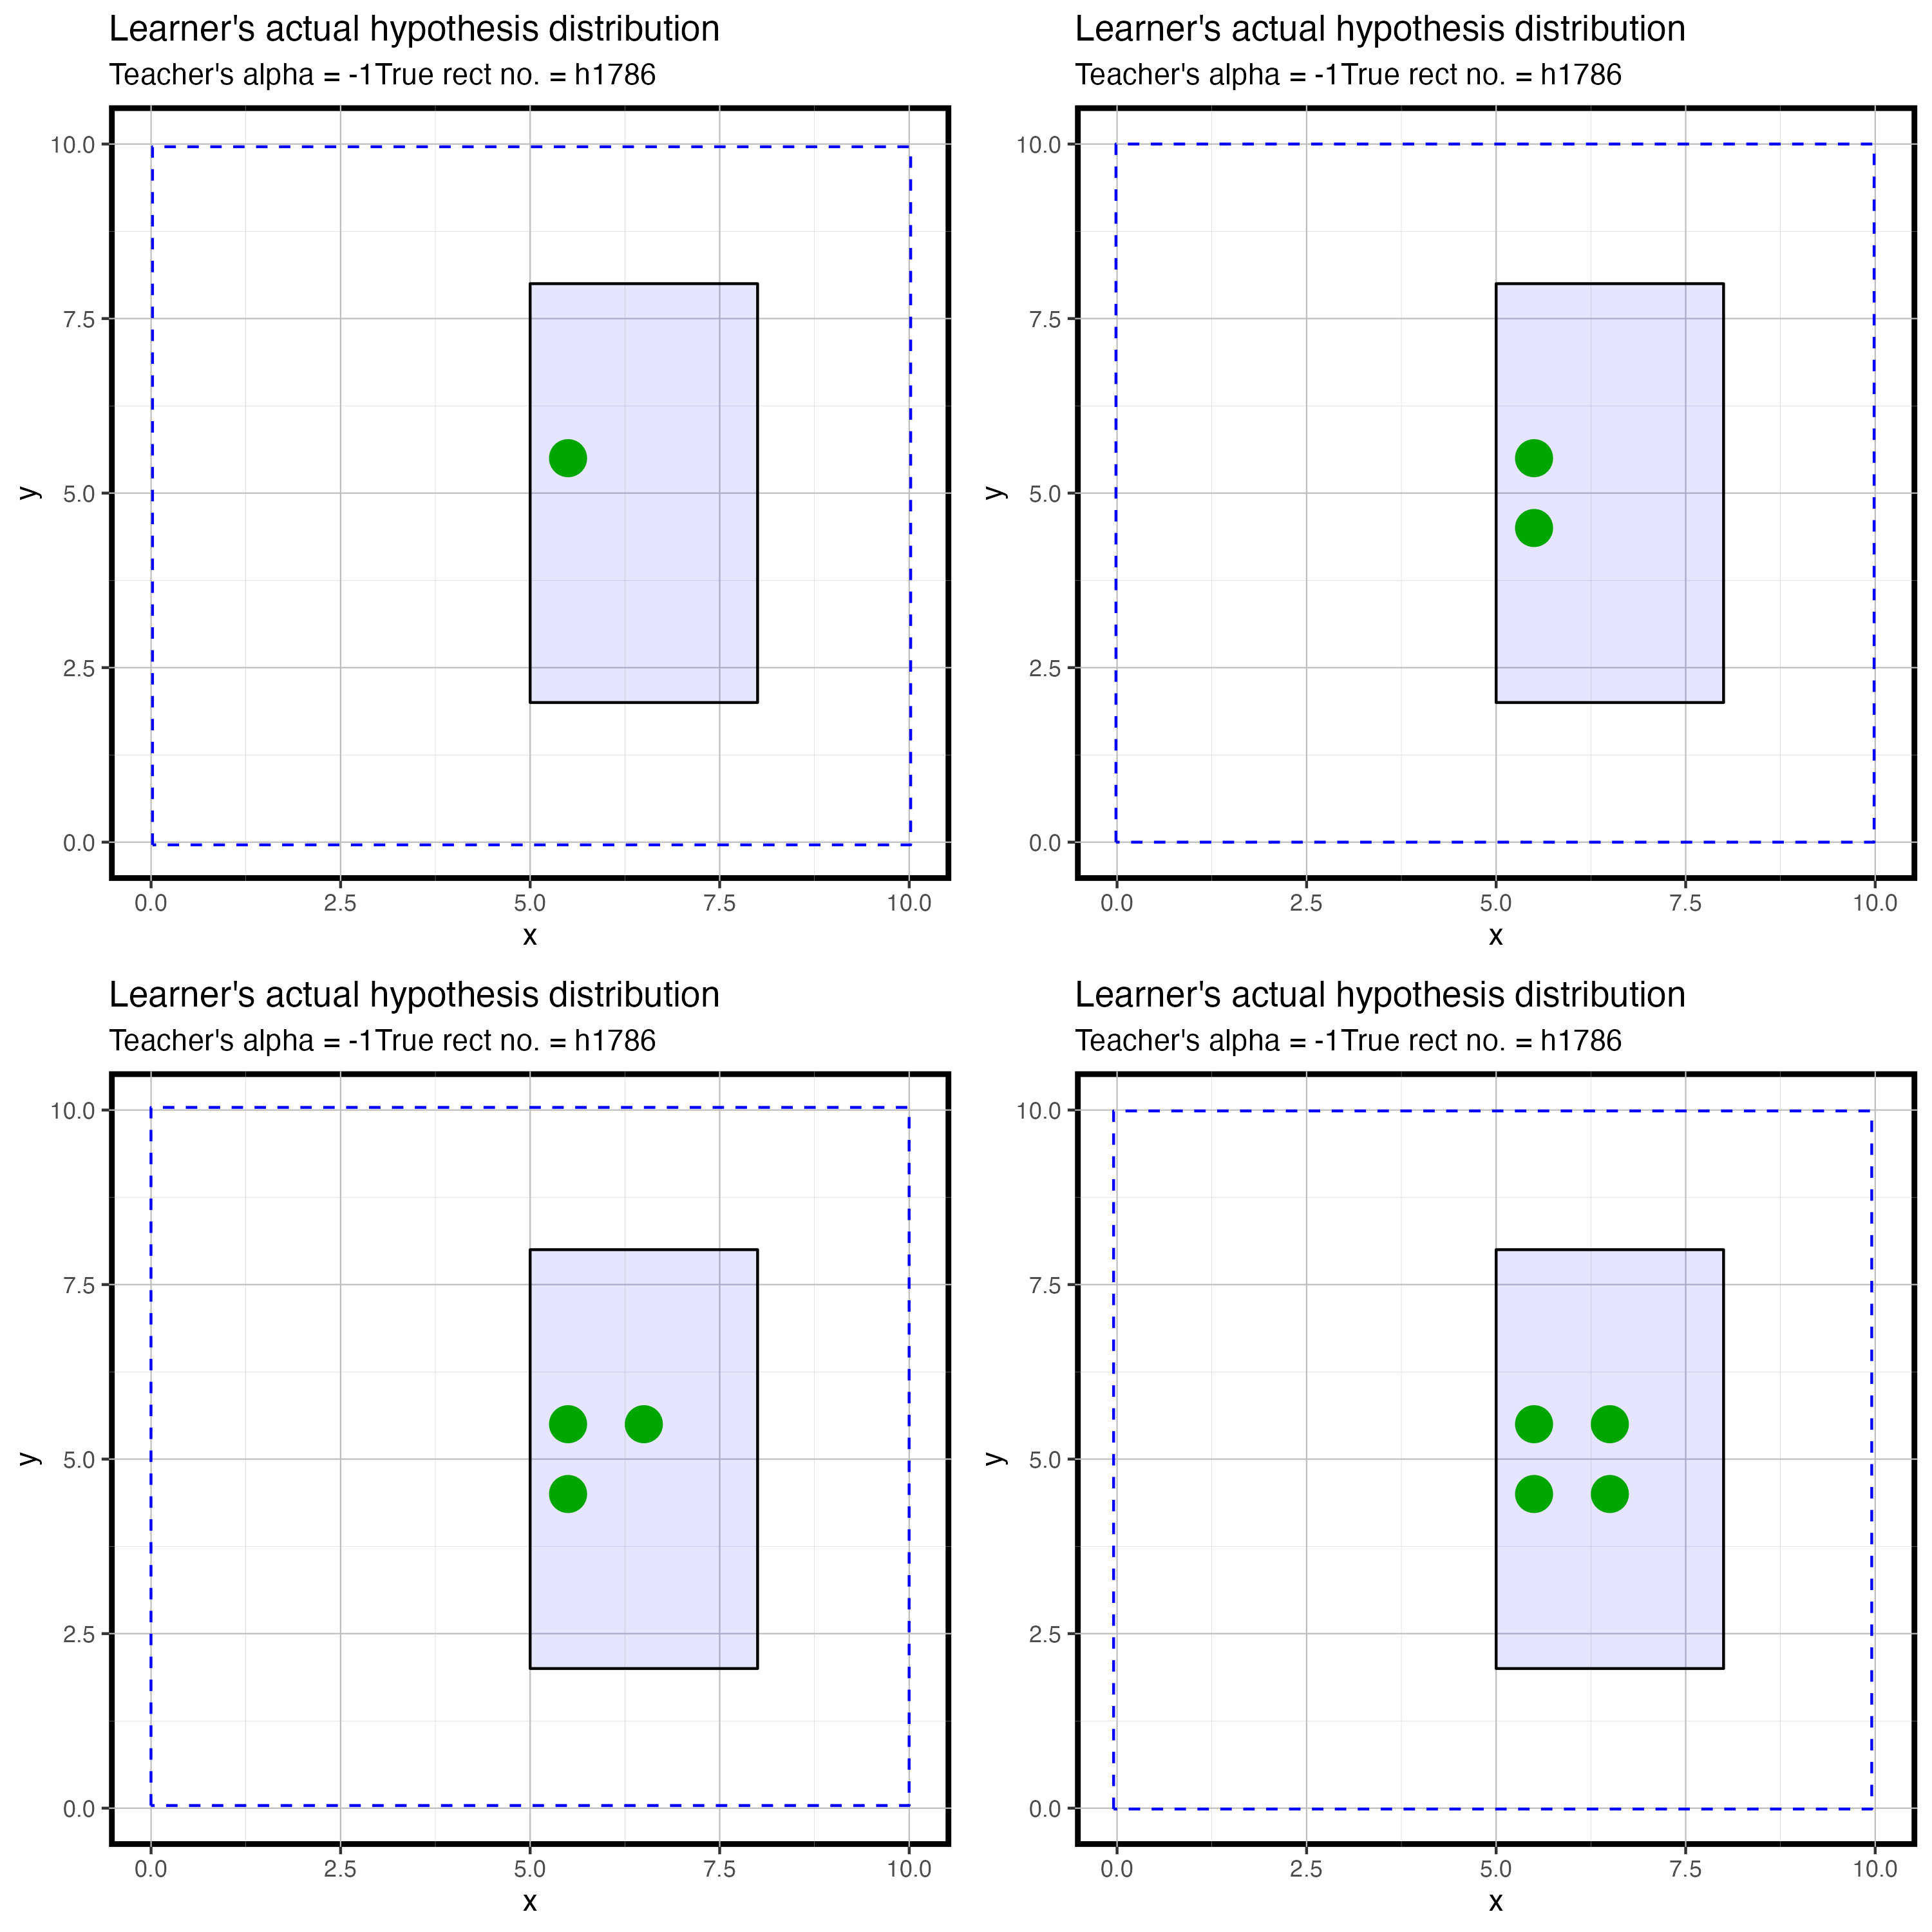 Learner's actual hypothesis distribution
Teacher's alpha = -1True rect no. = h1786
10.0
7.5
5.0
2.5
0.0
y
0.0 2.5 5.0 7.5 10.0
x
Learner's actual hypothesis distribution
Teacher's alpha = -1True rect no. = h1786
10.0
7.5
5.0
2.5
0.0
y
0.0 2.5 5.0 7.5 10.0
x
Learner's actual hypothesis distribution
Teacher's alpha = -1True rect no. = h1786
10.0
7.5
5.0
2.5
0.0
y
0.0 2.5 5.0 7.5 10.0
x
Learner's actual hypothesis distribution
Teacher's alpha = -1True rect no. = h1786
10.0
7.5
5.0
2.5
0.0
y
0.0 2.5 5.0 7.5 10.0
x